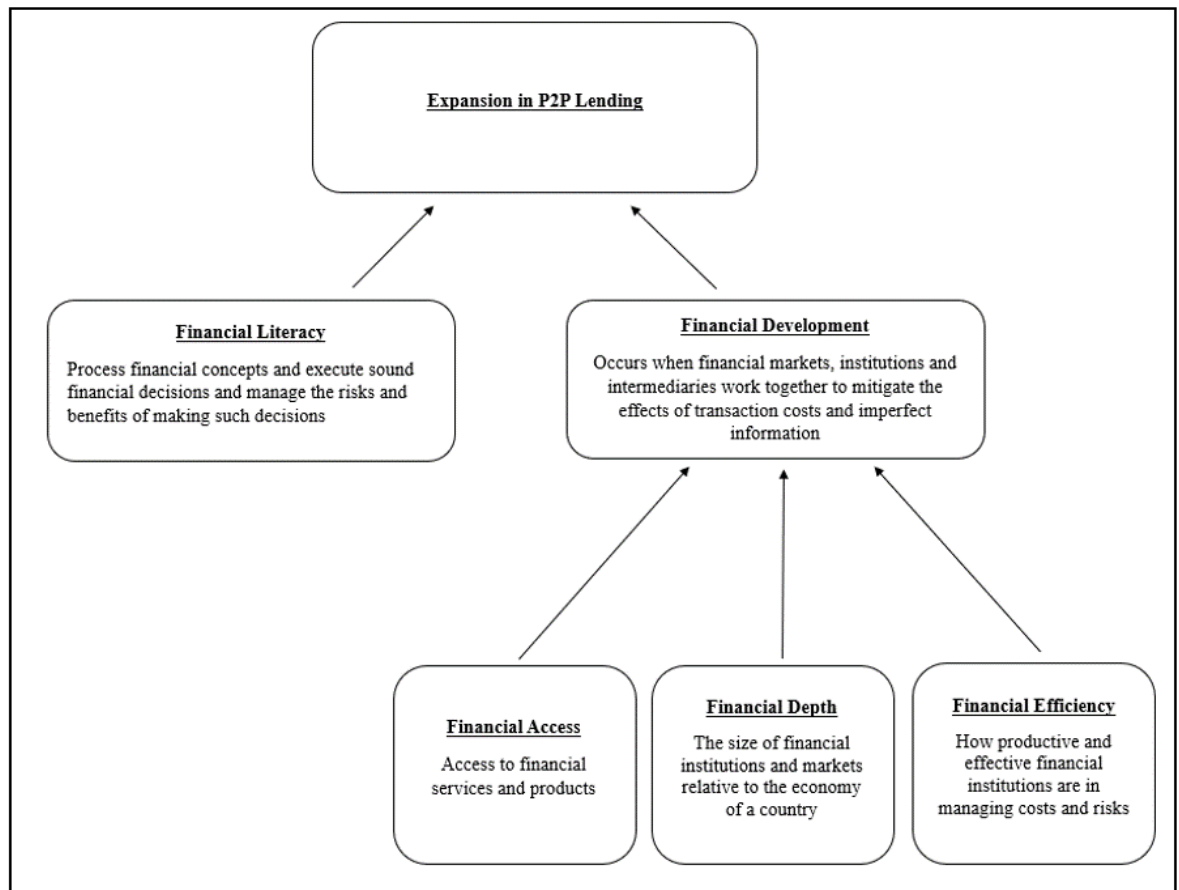 Expansion in P2P Lending
Financial Literacy
Process financial concepts and execute sound
financial decisions and manage the risks and
benefits of making such decisions
Financial Development
Occurs when financial markets, institutions and
intermediaries work together to mitigate the
effects of transaction costs and imperfect
information
Financial Access
Access to financial
services and products
Financial Depth
The size of financial
institutions and markets
relative to the economy
of a country
Financial Efficiency
How productive and
effective financial
institutions are in
managing costs and risks